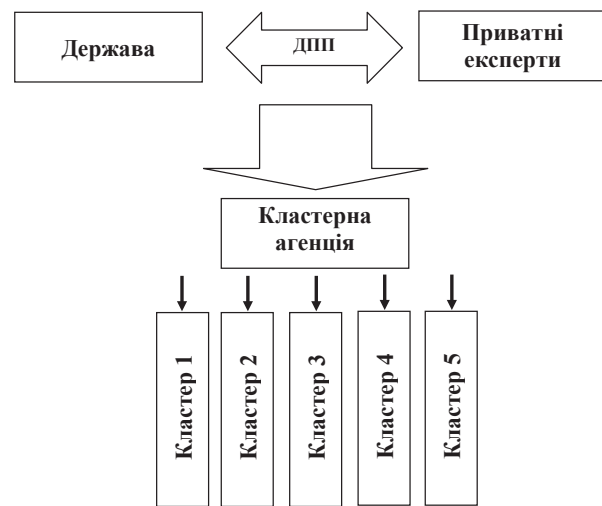 Держава
ДПП
Приватні
експерти
Кластерна
агенція
Кластер 1
Кластер 2
Кластер 3
Кластер 4
Кластер 5